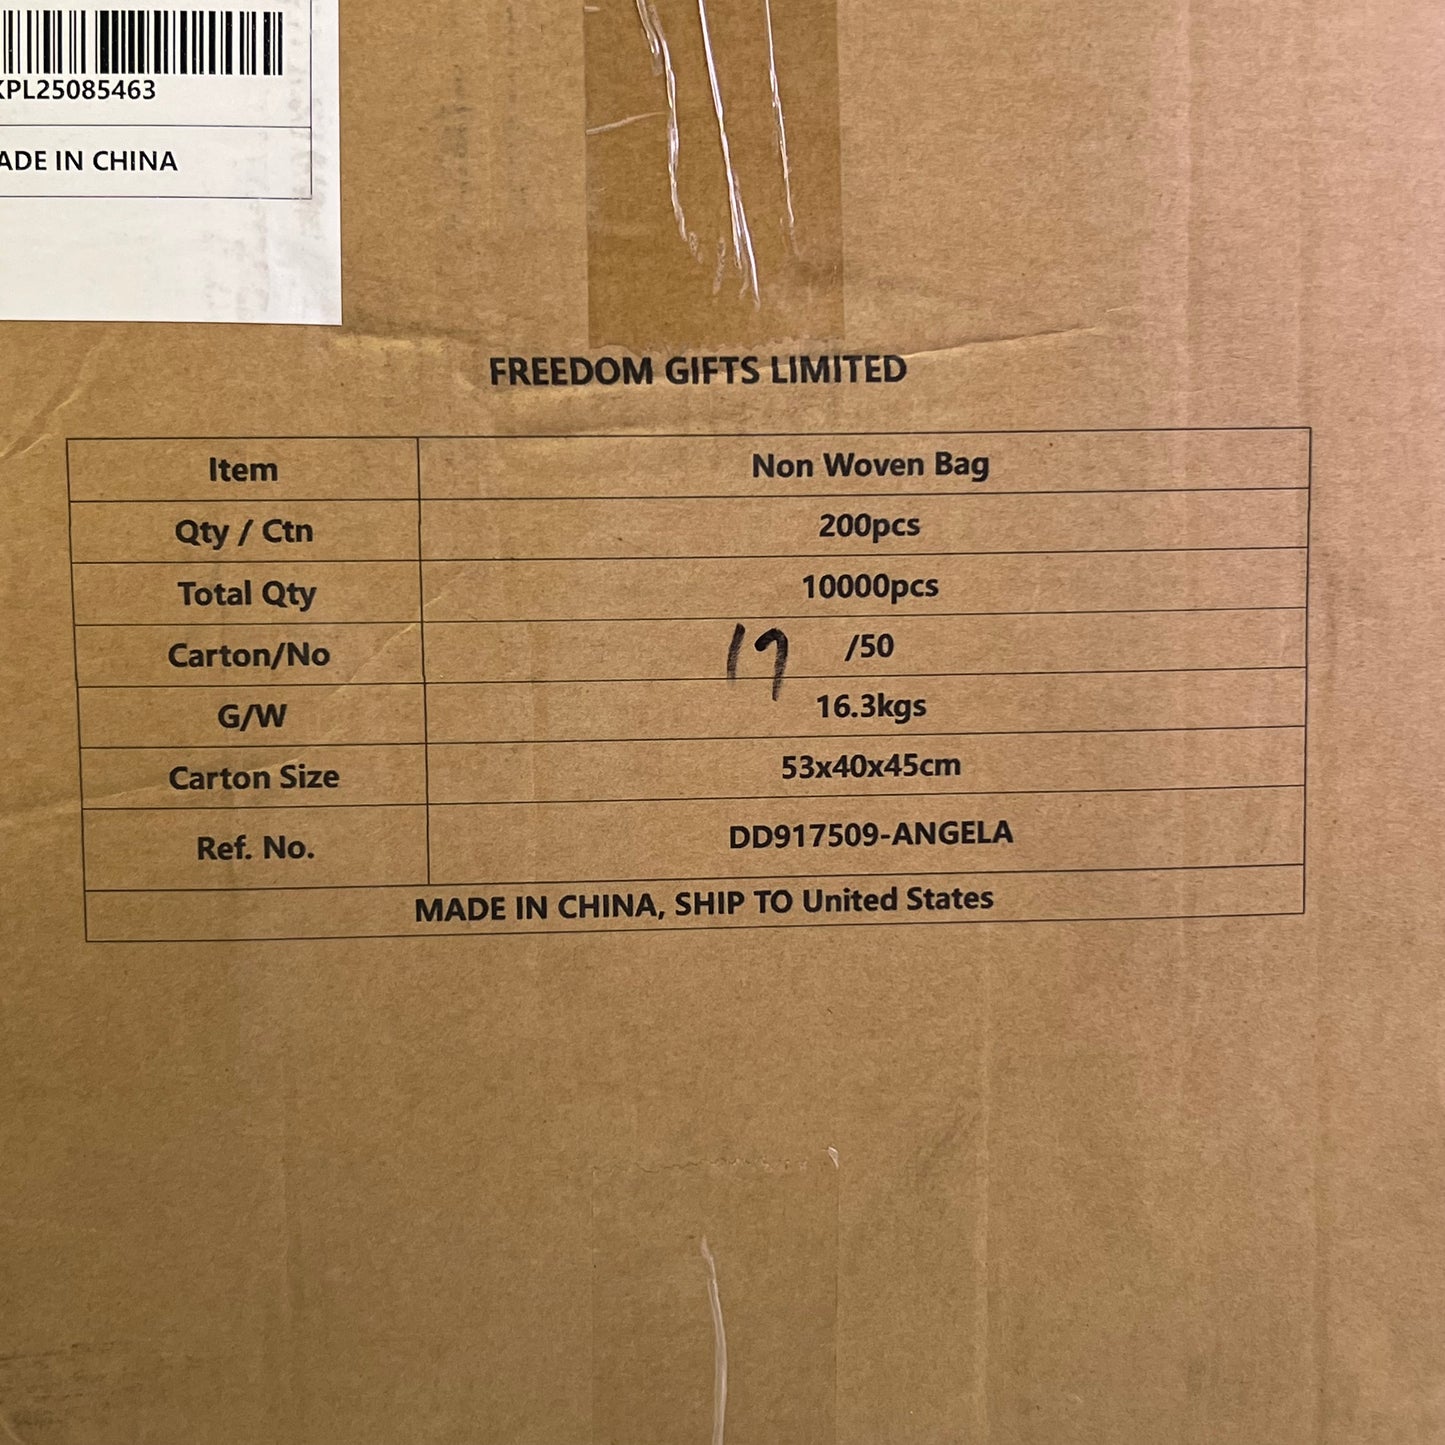 KPL25085463
ADE IN CHINA
FREEDOM GIFTS LIMITED
Item Non Woven Bag
Qty / Ctn 200pcs
Total Qty 10000pcs
Carton/No 17 /50
G/W 16.3kgs
Carton Size 53x40x45cm
Ref. No. DD917509-ANGELA
MADE IN CHINA, SHIP TO United States